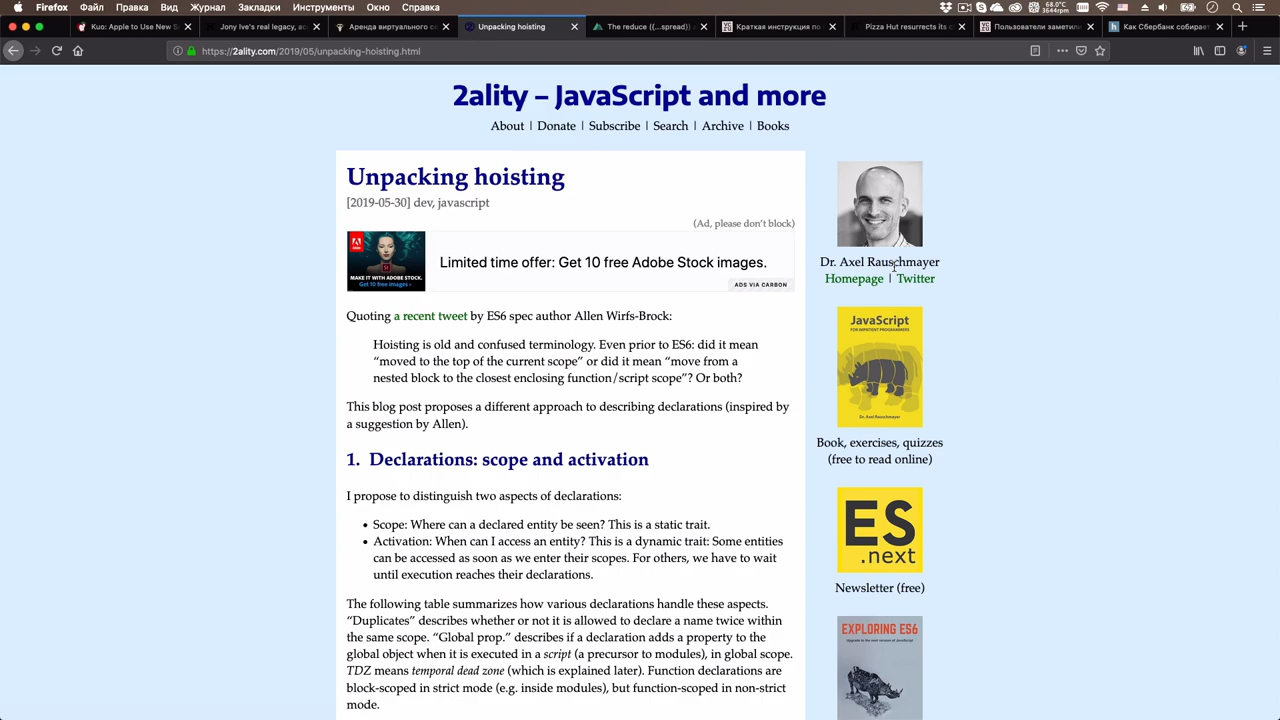 Firefox File Edit View History Bookmarks Tools Window Help
58.0°C
Kuo: Apple to Use New S
Jony Ive's real legacy, ac
Аренда виртуального се
Unpacking hoisting
The reduce ({...spread}) a
Краткая инструкция по
Pizza Hut resurrects its c
Пользователи заметили
Как Сбербанк собирает
https://2ality.com/2019/05/unpacking-hoisting.html
2ality – JavaScript and more
About | Donate | Subscribe | Search | Archive | Books
Unpacking hoisting
[2019-05-30] dev, javascript
(Ad, please don’t block)
MAKE IT WITH ADOBE STOCK.
Get 10 free images ›
Limited time offer: Get 10 free Adobe Stock images.
ADS VIA CARBON
Quoting a recent tweet by ES6 spec author Allen Wirfs-Brock:
Hoisting is old and confused terminology. Even prior to ES6: did it mean
“moved to the top of the current scope” or did it mean “move from a
nested block to the closest enclosing function/script scope”? Or both?
This blog post proposes a different approach to describing declarations (inspired by
a suggestion by Allen).
1. Declarations: scope and activation
I propose to distinguish two aspects of declarations:
• Scope: Where can a declared entity be seen? This is a static trait.
• Activation: When can I access an entity? This is a dynamic trait: Some entities
can be accessed as soon as we enter their scopes. For others, we have to wait
until execution reaches their declarations.
The following table summarizes how various declarations handle these aspects.
“Duplicates” describes whether or not it is allowed to declare a name twice within
the same scope. “Global prop.” describes if a declaration adds a property to the
global object when it is executed in a script (a precursor to modules), in global scope.
TDZ means temporal dead zone (which is explained later). Function declarations are
block-scoped in strict mode (e.g. inside modules), but function-scoped in non-strict
mode.
Dr. Axel Rauschmayer
Homepage | Twitter
JavaScript
FOR IMPATIENT PROGRAMMERS
Dr. Axel Rauschmayer
Book, exercises, quizzes
(free to read online)
ES
.next
Newsletter (free)
EXPLORING ES6
Upgrade to the next version of JavaScript